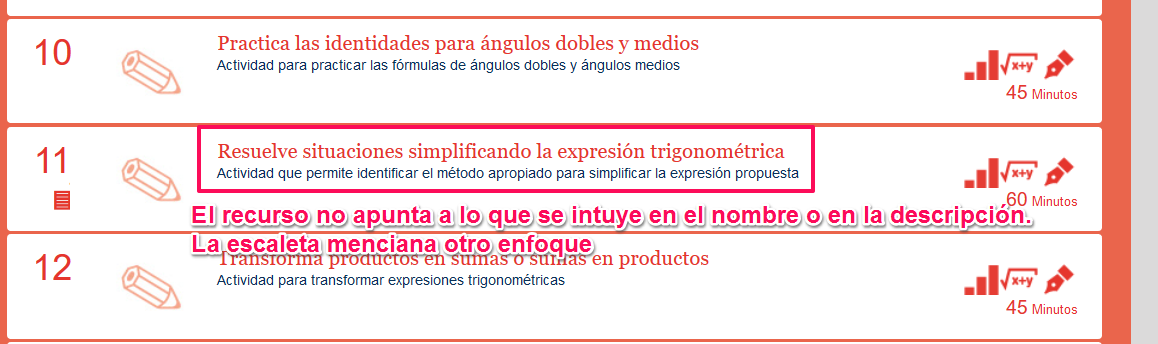 10
Practica las identidades para ángulos dobles y medios
Actividad para practicar las fórmulas de ángulos dobles y ángulos medios
√x+y
45 Minutos
11
Resuelve situaciones simplificando la expresión trigonométrica
Actividad que permite identificar el método apropiado para simplificar la expresión propuesta
√x+y
60 Minutos
El recurso no apunta a lo que se intuye en el nombre o en la descripción.
La escaleta menciana otro enfoque
12
Transforma productos en sumas o sumas en productos
Actividad para transformar expresiones trigonométricas
√x+y
45 Minutos